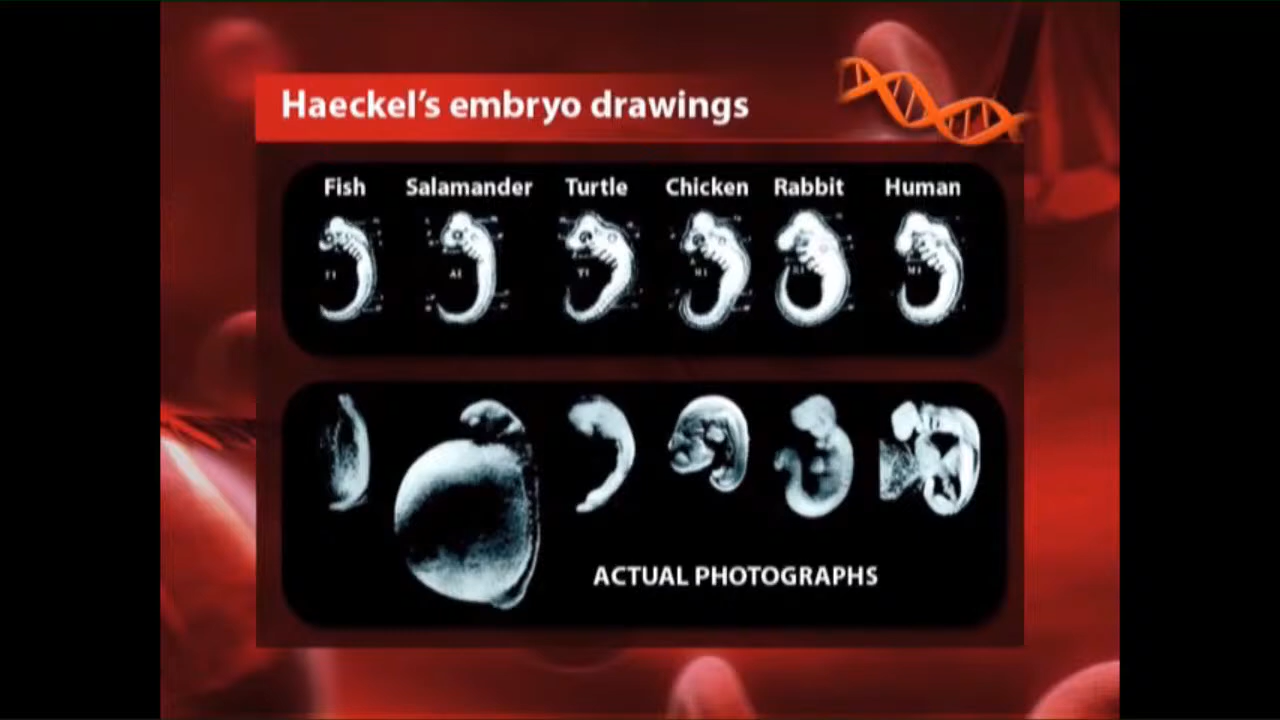 Haeckel's embryo drawings
Fish Salamander Turtle Chicken Rabbit Human
ACTUAL PHOTOGRAPHS